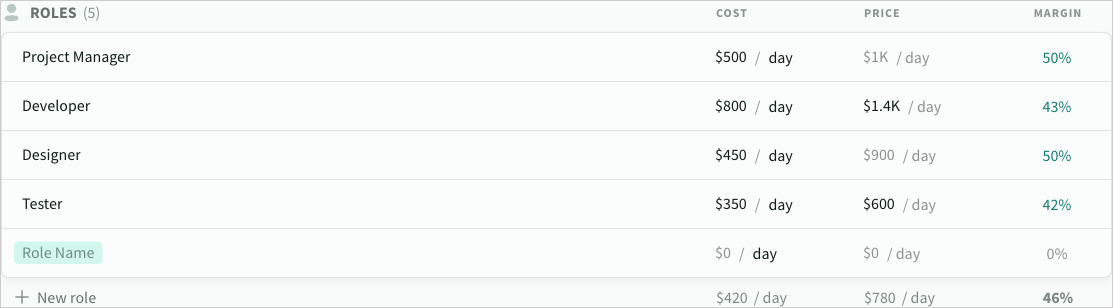 ROLES (5) COST PRICE MARGIN
Project Manager $500 / day $1K / day 50%
Developer $800 / day $1.4K / day 43%
Designer $450 / day $900 / day 50%
Tester $350 / day $600 / day 42%
Role Name $0 / day $0 / day 0%
+ New role $420 / day $780 / day 46%